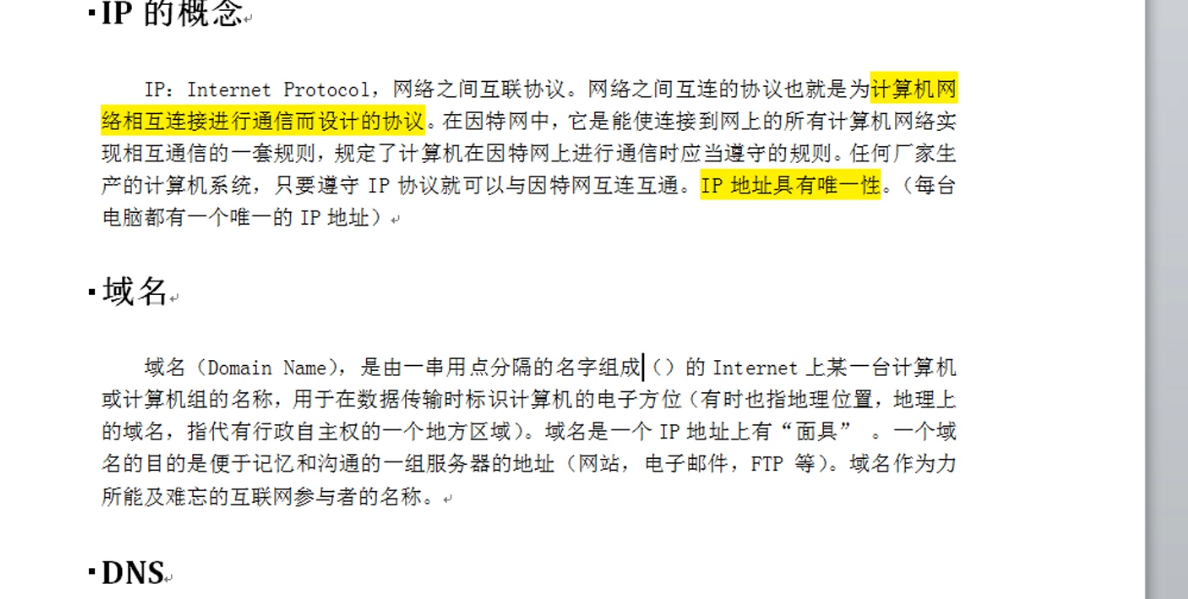 ▪IP 的概念
IP：Internet Protocol，网络之间互联协议。网络之间互连的协议也就是为计算机网
络相互连接进行通信而设计的协议。在因特网中，它是能使连接到网上的所有计算机网络实
现相互通信的一套规则，规定了计算机在因特网上进行通信时应当遵守的规则。任何厂家生
产的计算机系统，只要遵守 IP 协议就可以与因特网互连互通。IP 地址具有唯一性。（每台
电脑都有一个唯一的 IP 地址）
▪域名
域名（Domain Name），是由一串用点分隔的名字组成（）的 Internet 上某一台计算机
或计算机组的名称，用于在数据传输时标识计算机的电子方位（有时也指地理位置，地理上
的域名，指代有行政自主权的一个地方区域）。域名是一个 IP 地址上有“面具” 。一个域
名的目的是便于记忆和沟通的一组服务器的地址（网站，电子邮件，FTP 等）。域名作为力
所能及难忘的互联网参与者的名称。
▪DNS